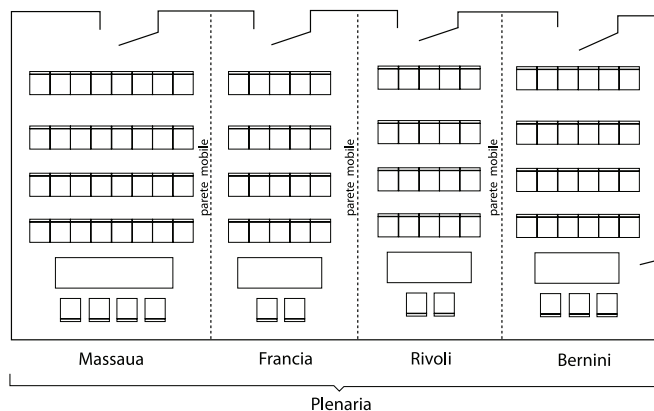 parete mobile
parete mobile
parete mobile
Massaua
Francia
Rivoli
Bernini
Plenaria